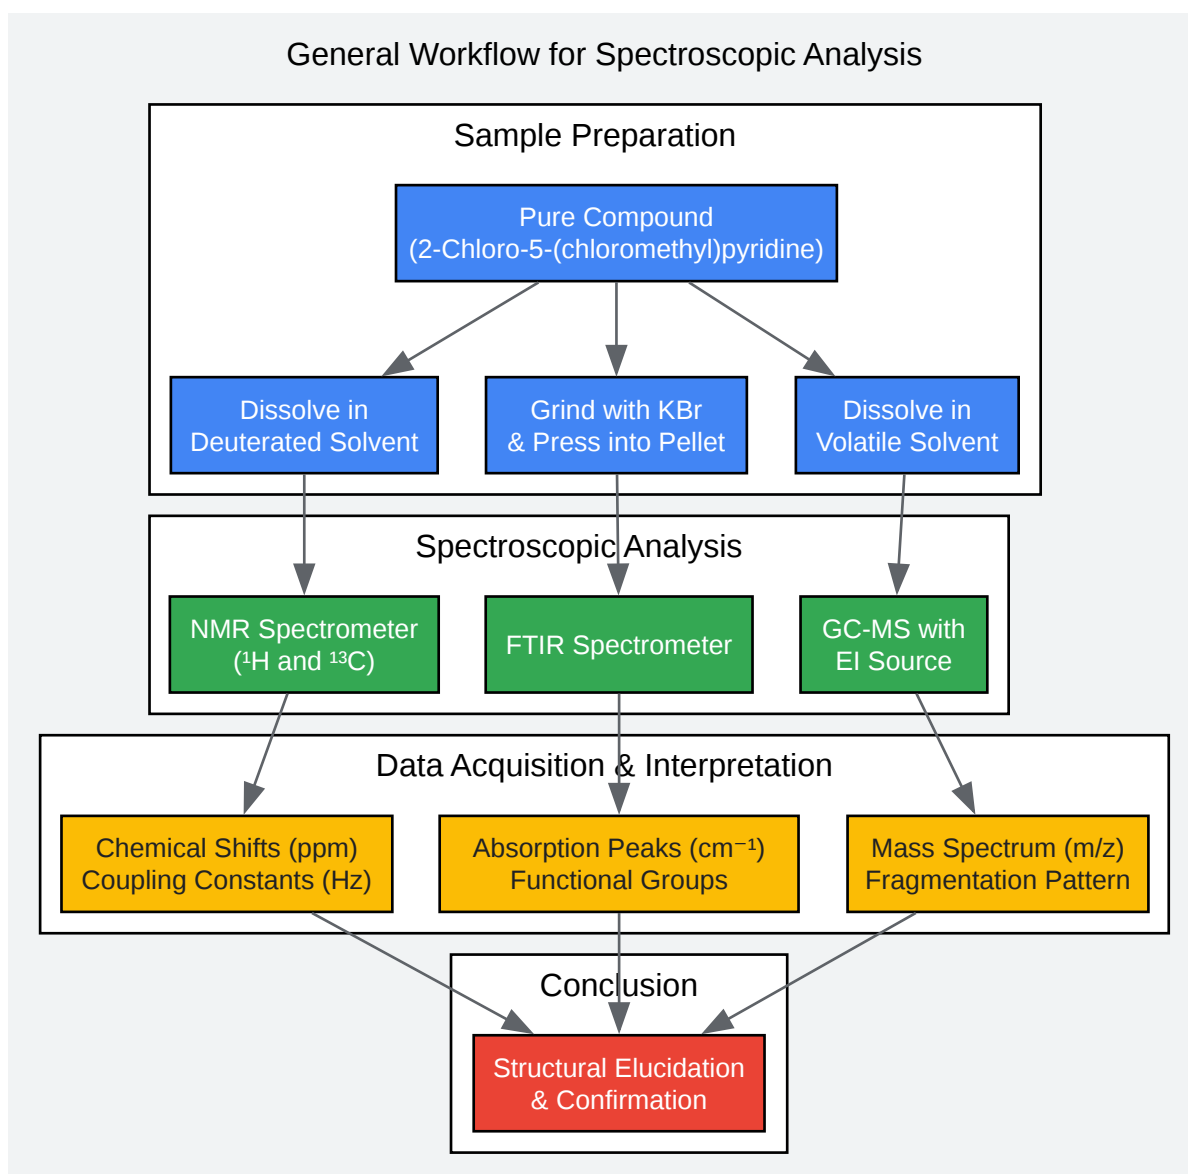 General Workflow for Spectroscopic Analysis
Sample Preparation
Pure Compound
(2-Chloro-5-(chloromethyl)pyridine)
Dissolve in
Deuterated Solvent
Grind with KBr
& Press into Pellet
Dissolve in
Volatile Solvent
Spectroscopic Analysis
NMR Spectrometer
(¹H and ¹³C)
FTIR Spectrometer
GC-MS with
EI Source
Data Acquisition & Interpretation
Chemical Shifts (ppm)
Coupling Constants (Hz)
Absorption Peaks (cm⁻¹)
Functional Groups
Mass Spectrum (m/z)
Fragmentation Pattern
Conclusion
Structural Elucidation
& Confirmation